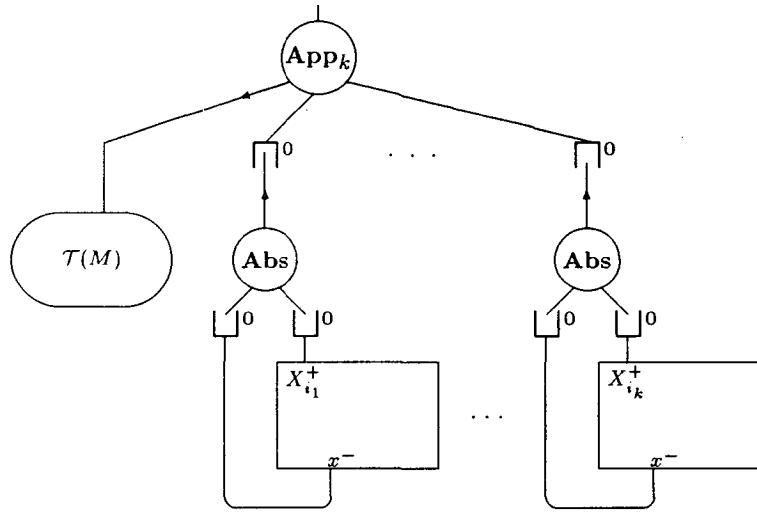 App_k
0 . . . 0
𝒯(M) Abs Abs
0 0 0 0
X^+_{i_1} . . . X^+_{i_k}
x^- x^-